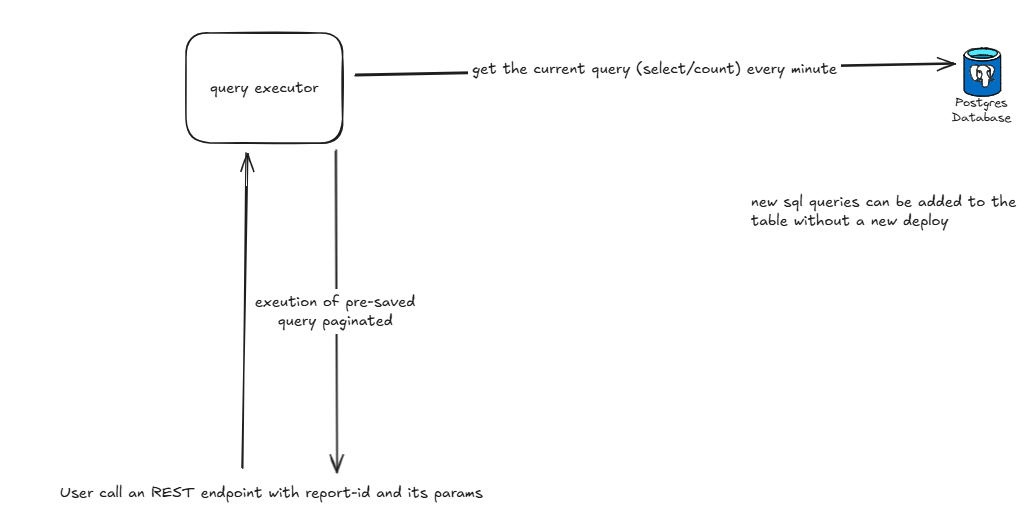 query executor
get the current query (select/count) every minute
Postgres
Database
new sql queries can be added to the
table without a new deploy
exeution of pre-saved
query paginated
User call an REST endpoint with report-id and its params